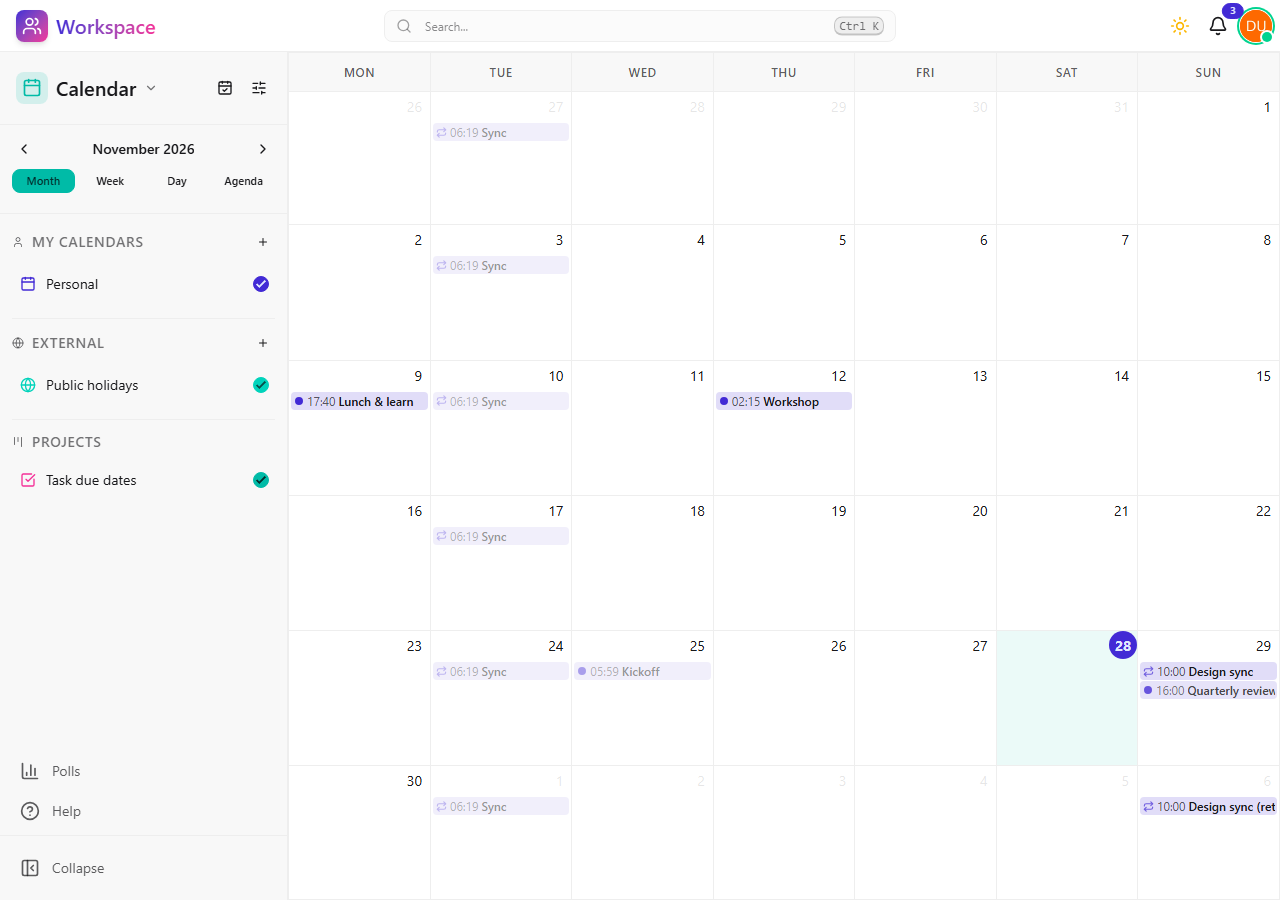 Workspace
Search...
Ctrl K
3
DU
Calendar
November 2026
Month Week Day Agenda
MY CALENDARS
Personal
EXTERNAL
Public holidays
PROJECTS
Task due dates
Polls
Help
Collapse
MON TUE WED THU FRI SAT SUN
26 27 28 29 30 31 1
06:19 Sync
2 3 4 5 6 7 8
06:19 Sync
9 10 11 12 13 14 15
17:40 Lunch & learn
06:19 Sync
02:15 Workshop
16 17 18 19 20 21 22
06:19 Sync
23 24 25 26 27 28 29
06:19 Sync
05:59 Kickoff
10:00 Design sync
16:00 Quarterly review
30 1 2 3 4 5 6
06:19 Sync
10:00 Design sync (ret